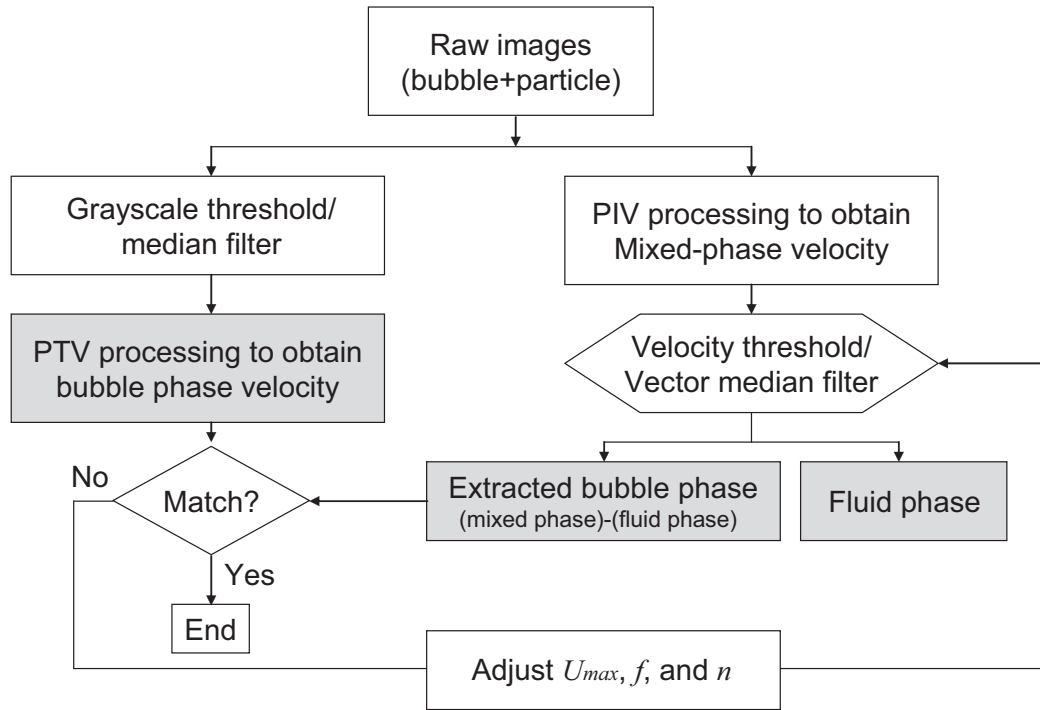 Raw images
(bubble+particle)
Grayscale threshold/
median filter
PIV processing to obtain
Mixed-phase velocity
PTV processing to obtain
bubble phase velocity
Velocity threshold/
Vector median filter
No
Match?
Extracted bubble phase
(mixed phase)-(fluid phase)
Fluid phase
Yes
End
Adjust Umax, f, and n